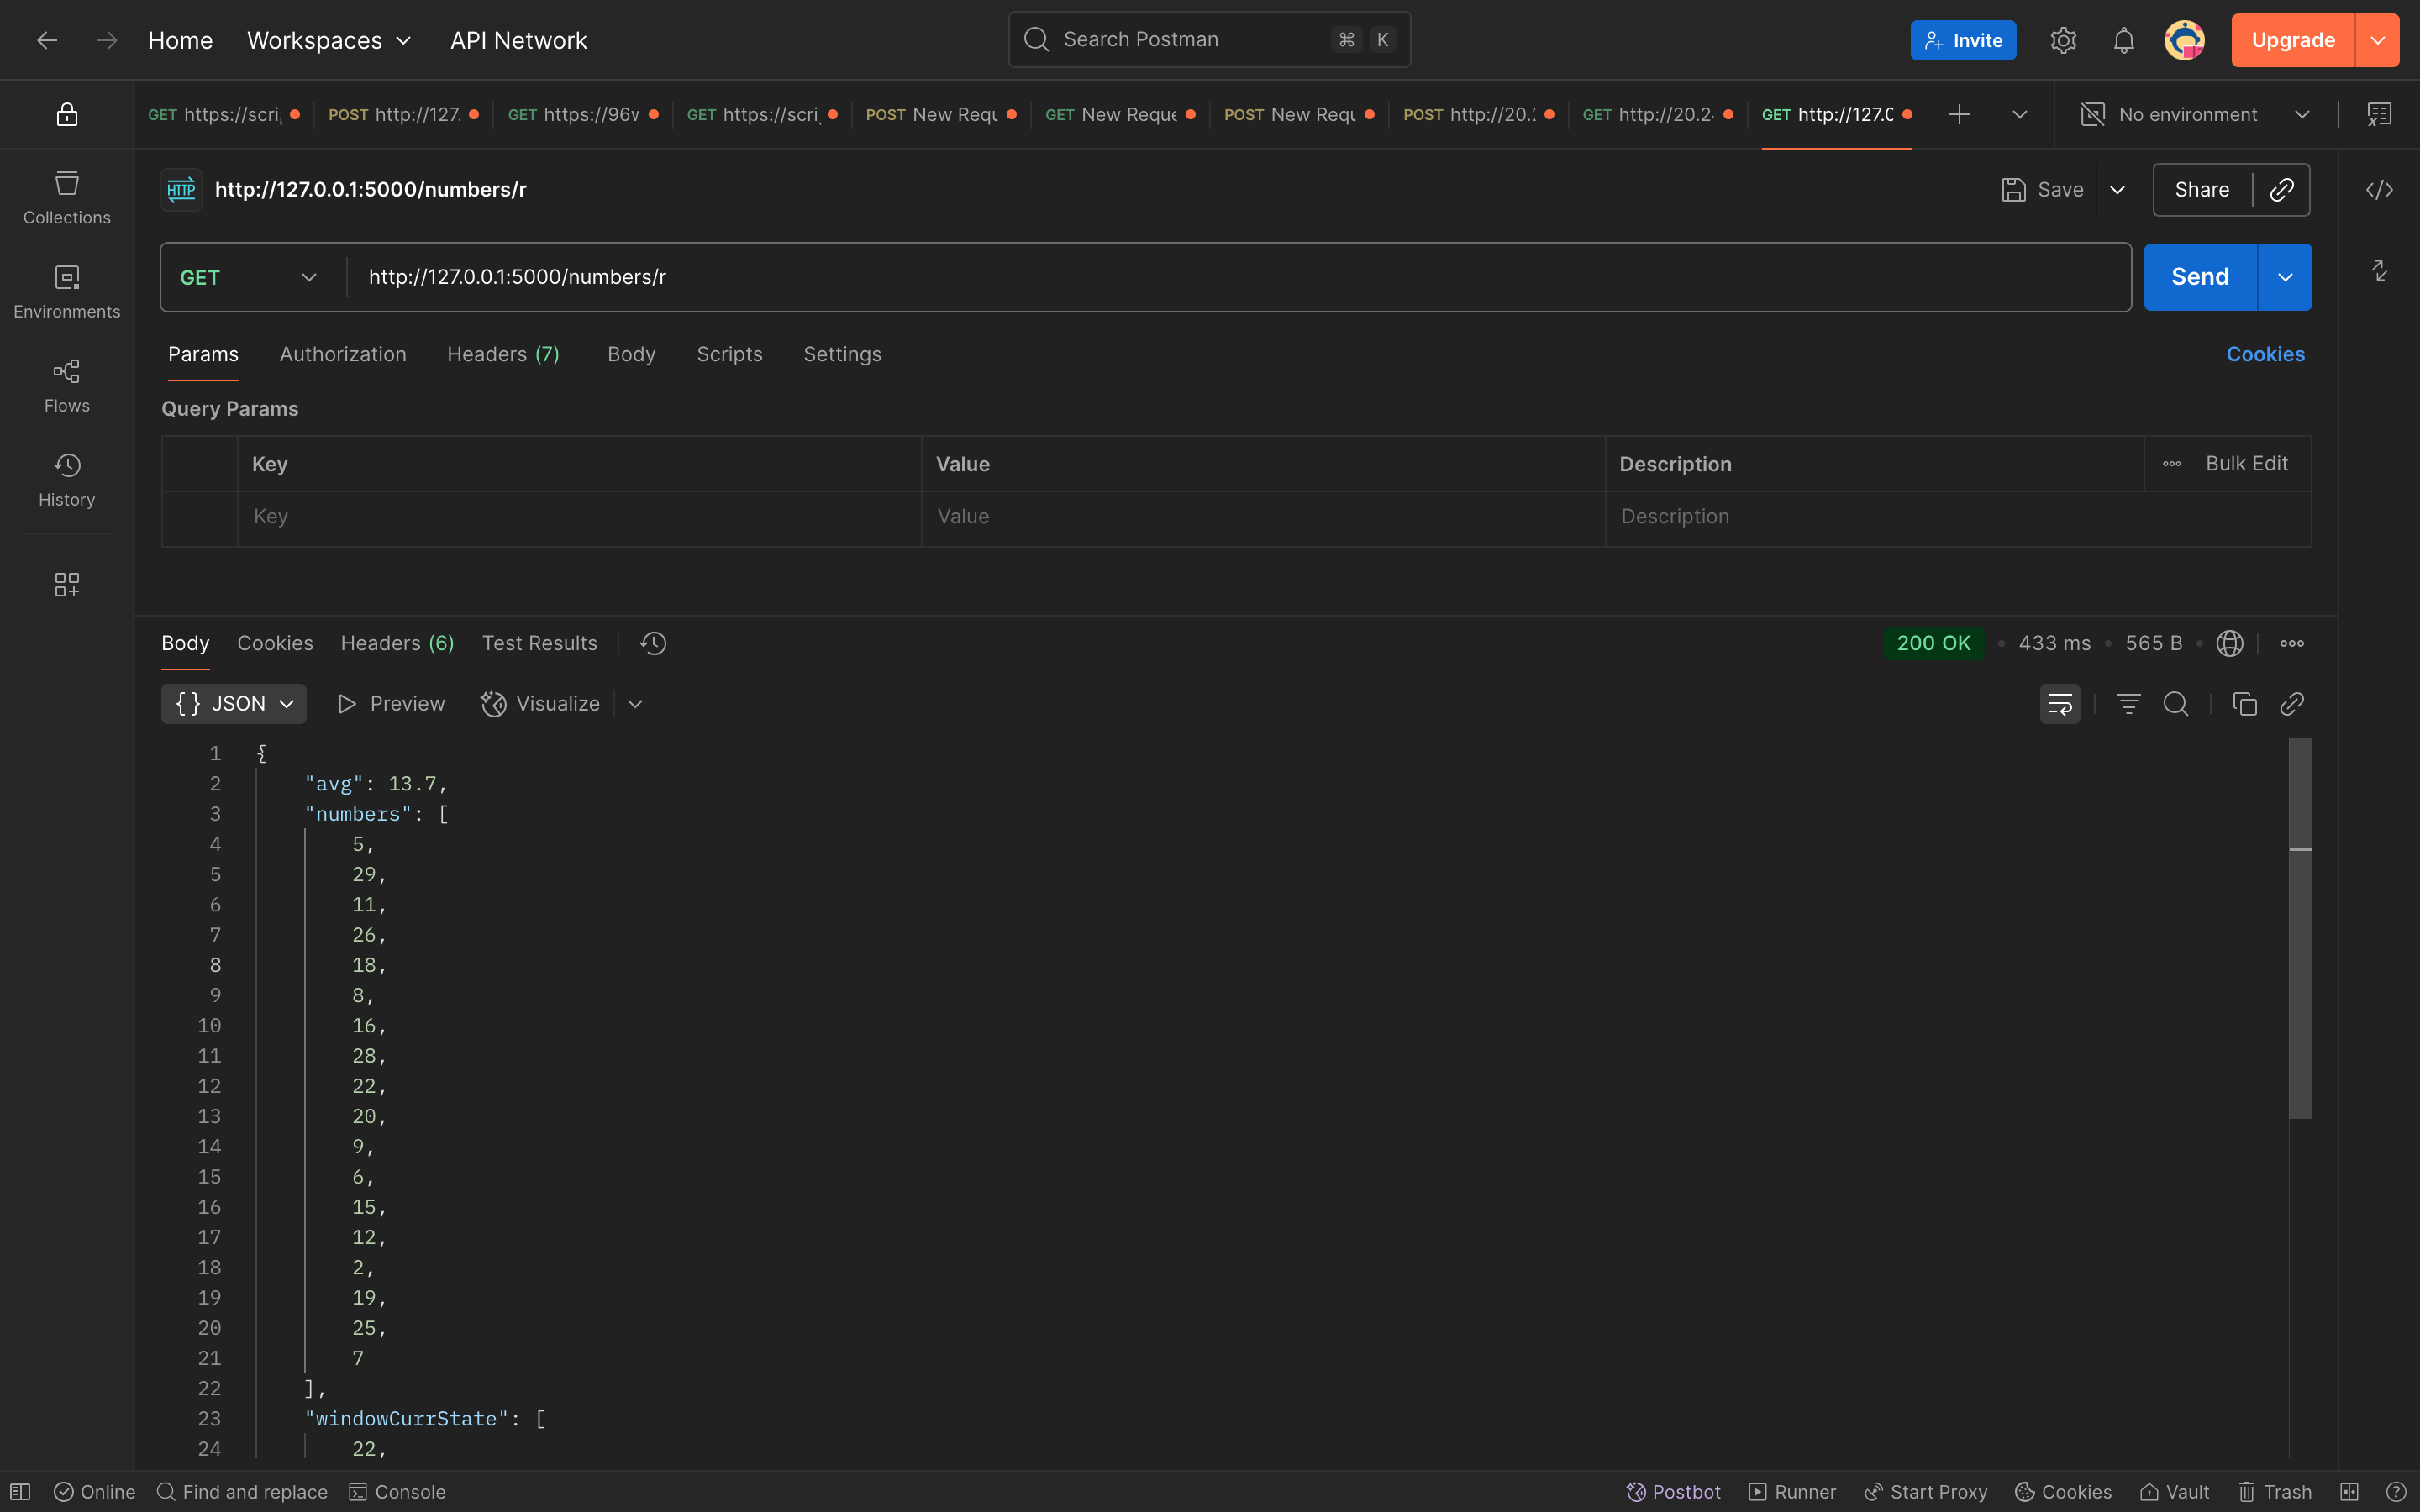 Home Workspaces API Network Search Postman ⌘ K Invite Upgrade
GET https://scri POST http://127. GET https://96v GET https://scri POST New Requ GET New Reque POST New Requ POST http://20.2 GET http://20.2 GET http://127.0 No environment
HTTP http://127.0.0.1:5000/numbers/r Save Share
Collections
Environments
Flows
History
GET http://127.0.0.1:5000/numbers/r Send
Params Authorization Headers (7) Body Scripts Settings Cookies
Query Params
Key Value Description Bulk Edit
Key Value Description
Body Cookies Headers (6) Test Results 200 OK 433 ms 565 B
{} JSON Preview Visualize
1 {
2 "avg": 13.7,
3 "numbers": [
4 5,
5 29,
6 11,
7 26,
8 18,
9 8,
10 16,
11 28,
12 22,
13 20,
14 9,
15 6,
16 15,
17 12,
18 2,
19 19,
20 25,
21 7
22 ],
23 "windowCurrState": [
24 22,
Online Find and replace Console Postbot Runner Start Proxy Cookies Vault Trash